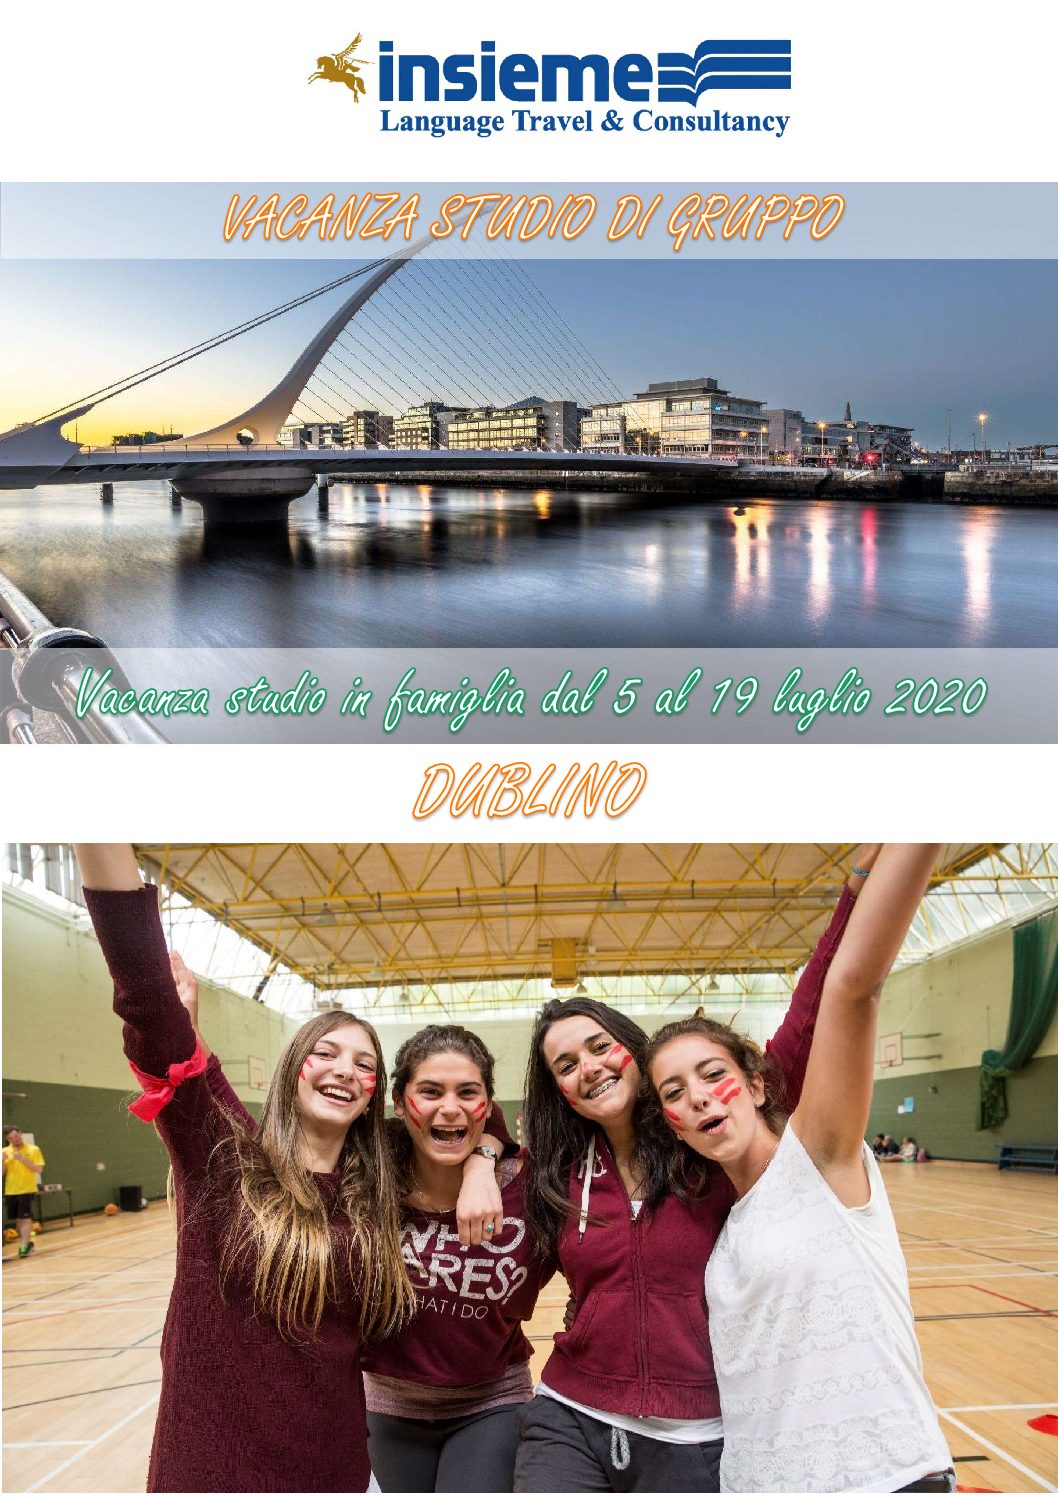 insieme
Language Travel & Consultancy
VACANZA STUDIO DI GRUPPO
Vacanza studio in famiglia dal 5 al 19 luglio 2020
DUBLINO
WHO
CARES?
WHAT I DO